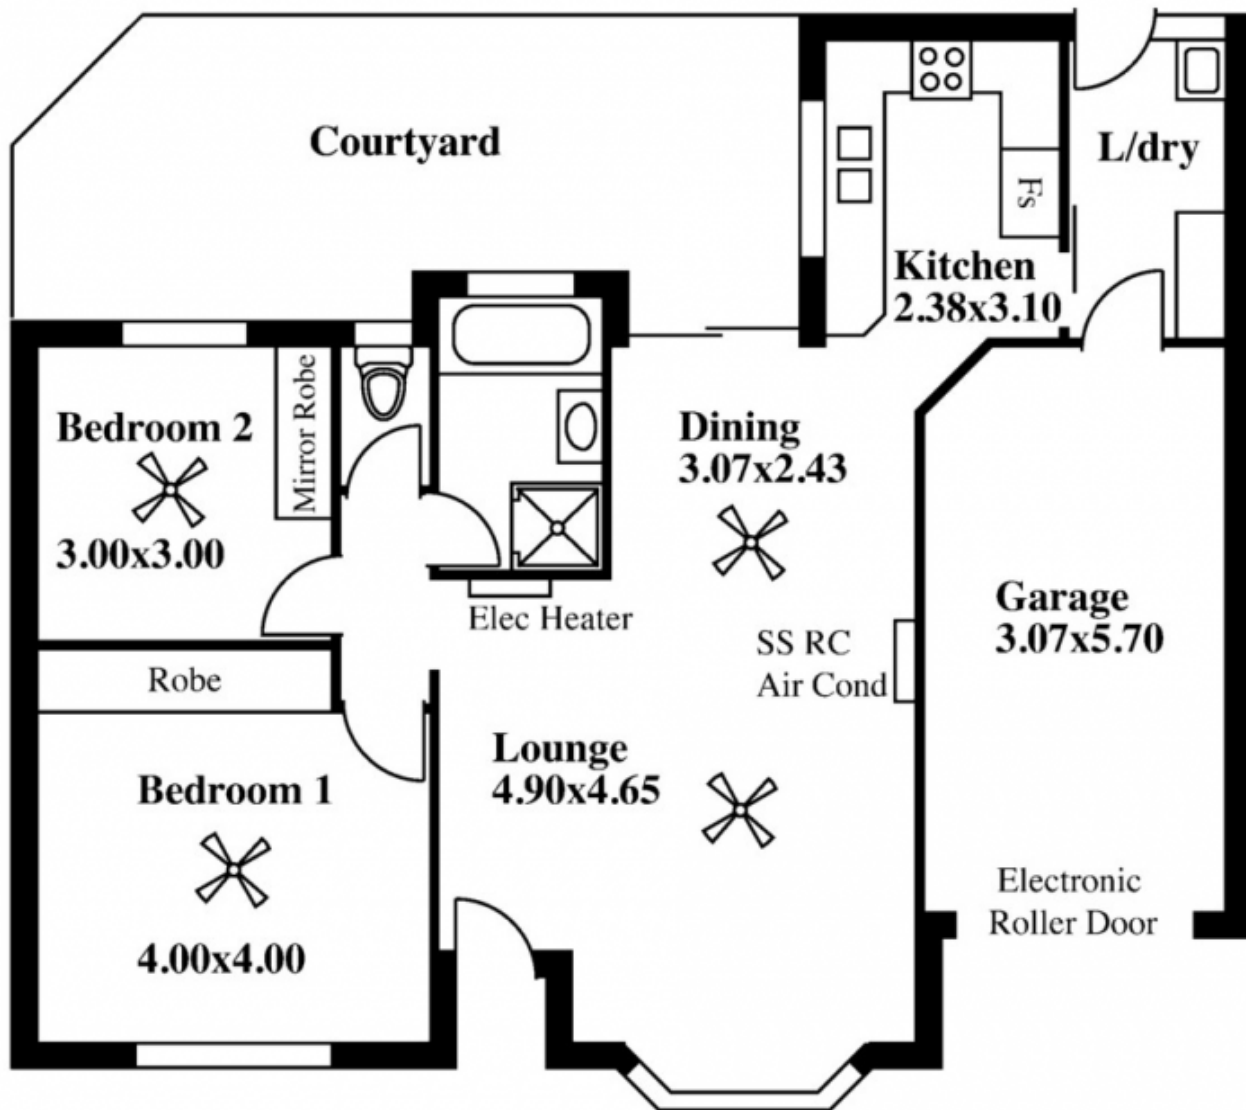 Courtyard
L/dry
Fs
Kitchen
2.38x3.10
Bedroom 2
Mirror Robe
3.00x3.00
Dining
3.07x2.43
Elec Heater
Garage
3.07x5.70
SS RC
Air Cond
Robe
Lounge
4.90x4.65
Bedroom 1
4.00x4.00
Electronic
Roller Door